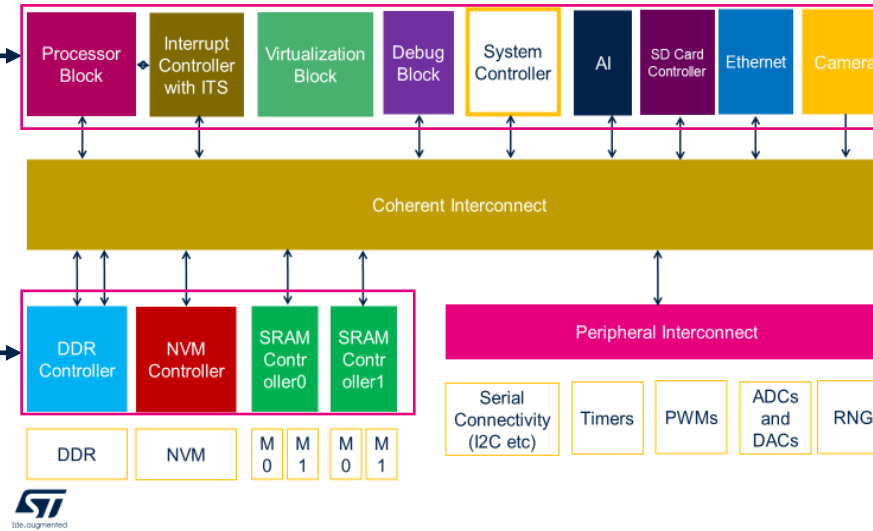 Processor
Block
Interrupt
Controller
with ITS
Virtualization
Block
Debug
Block
System
Controller
AI
SD Card
Controller
Ethernet
Camera
Coherent Interconnect
DDR
Controller
NVM
Controller
SRAM
Contr
oller0
SRAM
Contr
oller1
Peripheral Interconnect
Serial
Connectivity
(I2C etc)
Timers
PWMs
ADCs
and
DACs
RNG
DDR
NVM
M
0
M
1
M
0
M
1
ST
life.augmented